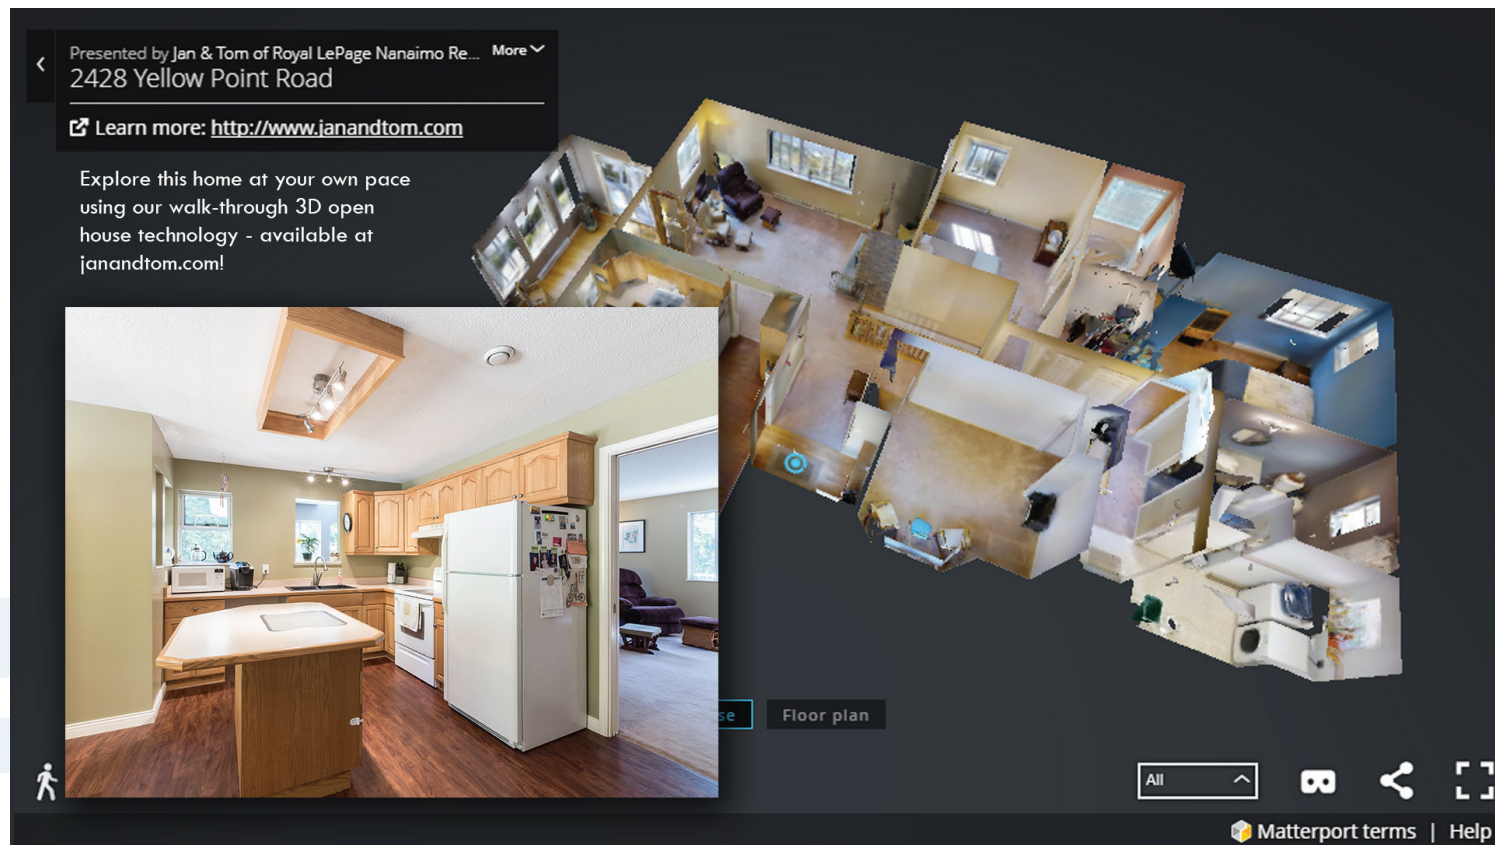 Presented by Jan & Tom of Royal LePage Nanaimo Re...
More
2428 Yellow Point Road
Learn more: http://www.janandtom.com
Explore this home at your own pace
using our walk-through 3D open
house technology - available at
janandtom.com!
se
Floor plan
All
Matterport terms | Help